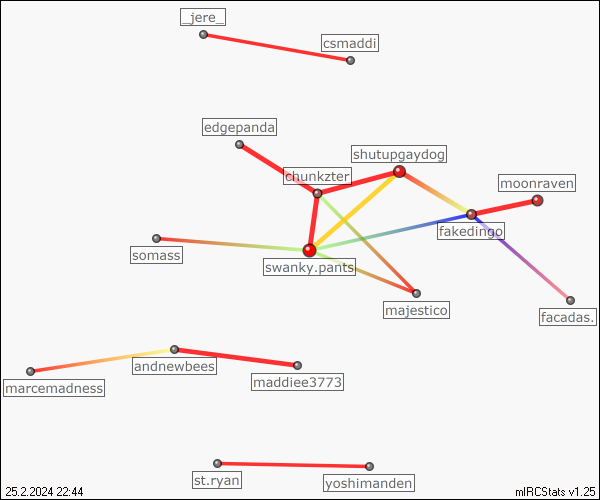 _jere_
csmaddi
edgepanda
shutupgaydog
chunkzter
moonraven
fakedingo
somass
swanky.pants
majestico
facadas.
andnewbees
maddiee3773
marcemadness
st.ryan
yoshimanden
25.2.2024 22:44
mIRCStats v1.25